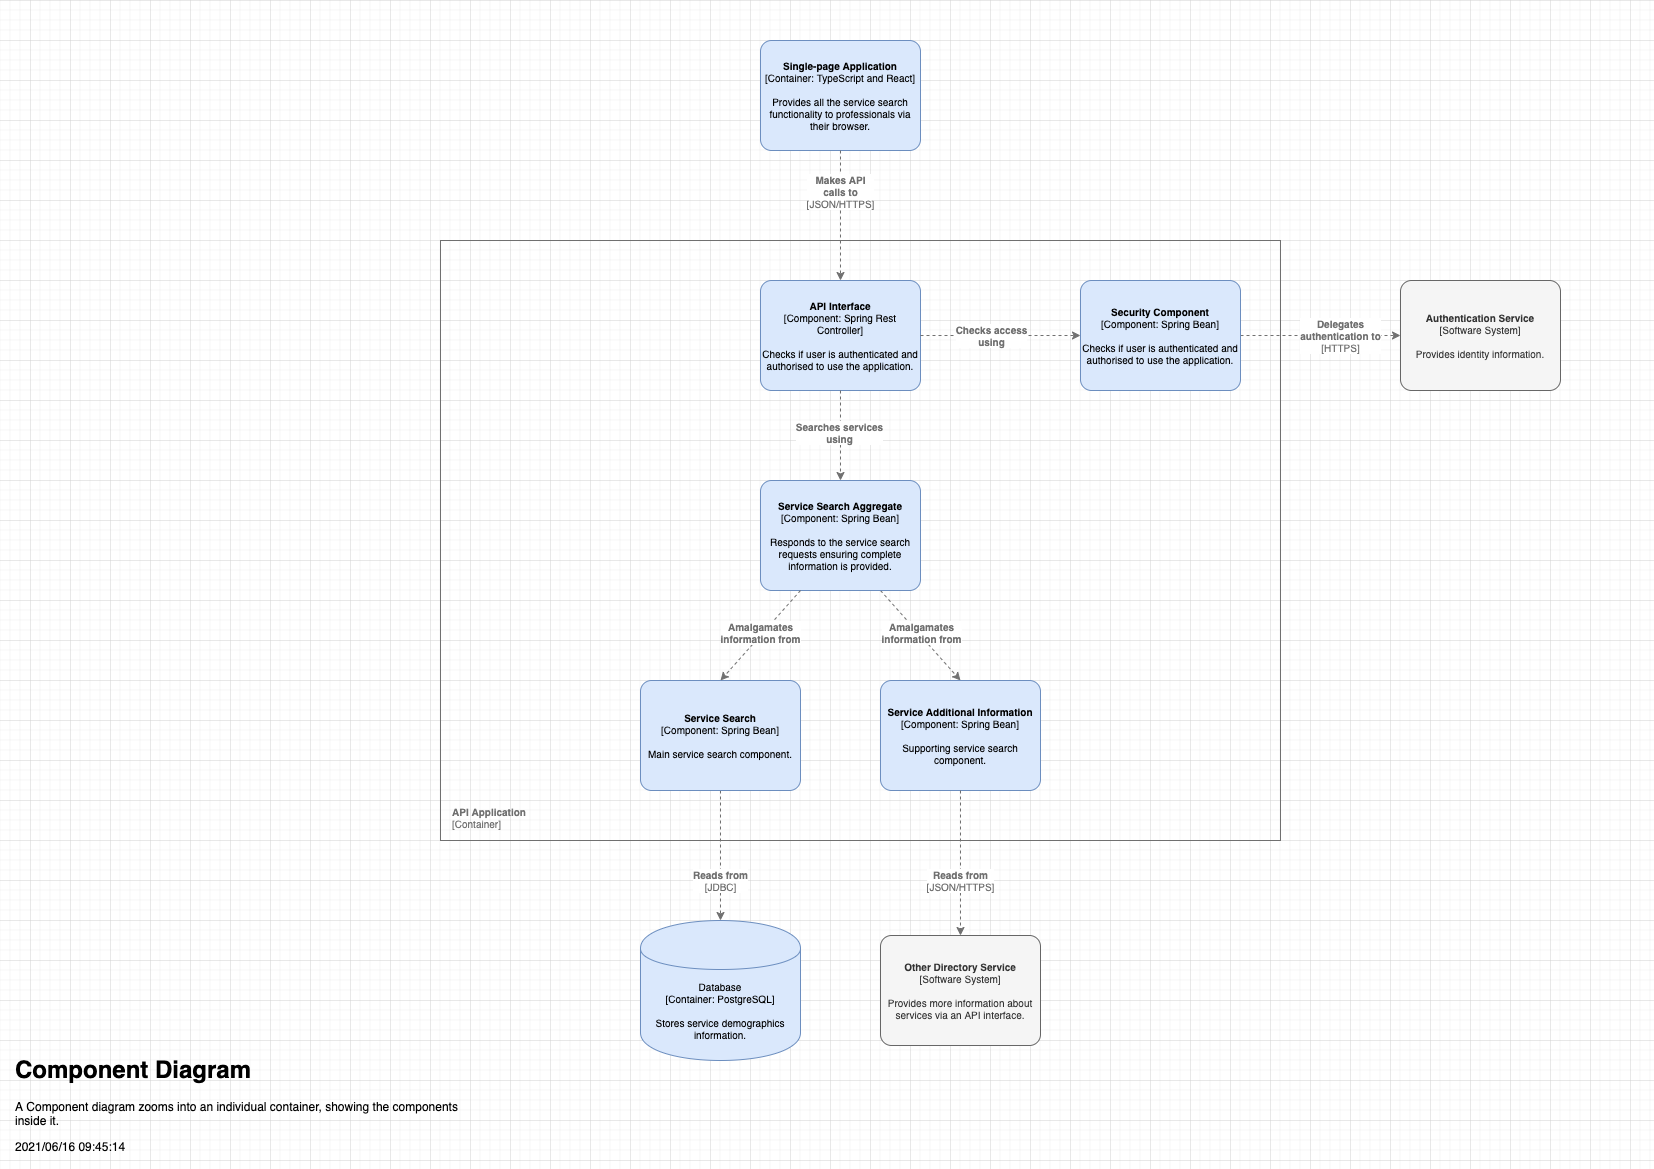 Single-page Application
[Container: TypeScript and React]
Provides all the service search
functionality to professionals via
their browser.
Makes API
calls to
[JSON/HTTPS]
API Interface
[Component: Spring Rest
Controller]
Checks if user is authenticated and
authorised to use the application.
Checks access
using
Security Component
[Component: Spring Bean]
Checks if user is authenticated and
authorised to use the application.
Delegates
authentication to
[HTTPS]
Authentication Service
[Software System]
Provides identity information.
Searches services
using
Service Search Aggregate
[Component: Spring Bean]
Responds to the service search
requests ensuring complete
information is provided.
Amalgamates
information from
Amalgamates
information from
Service Search
[Component: Spring Bean]
Main service search component.
Service Additional Information
[Component: Spring Bean]
Supporting service search
component.
API Application
[Container]
Reads from
[JDBC]
Reads from
[JSON/HTTPS]
Database
[Container: PostgreSQL]
Stores service demographics
information.
Other Directory Service
[Software System]
Provides more information about
services via an API interface.
Component Diagram
A Component diagram zooms into an individual container, showing the components
inside it.
2021/06/16 09:45:14